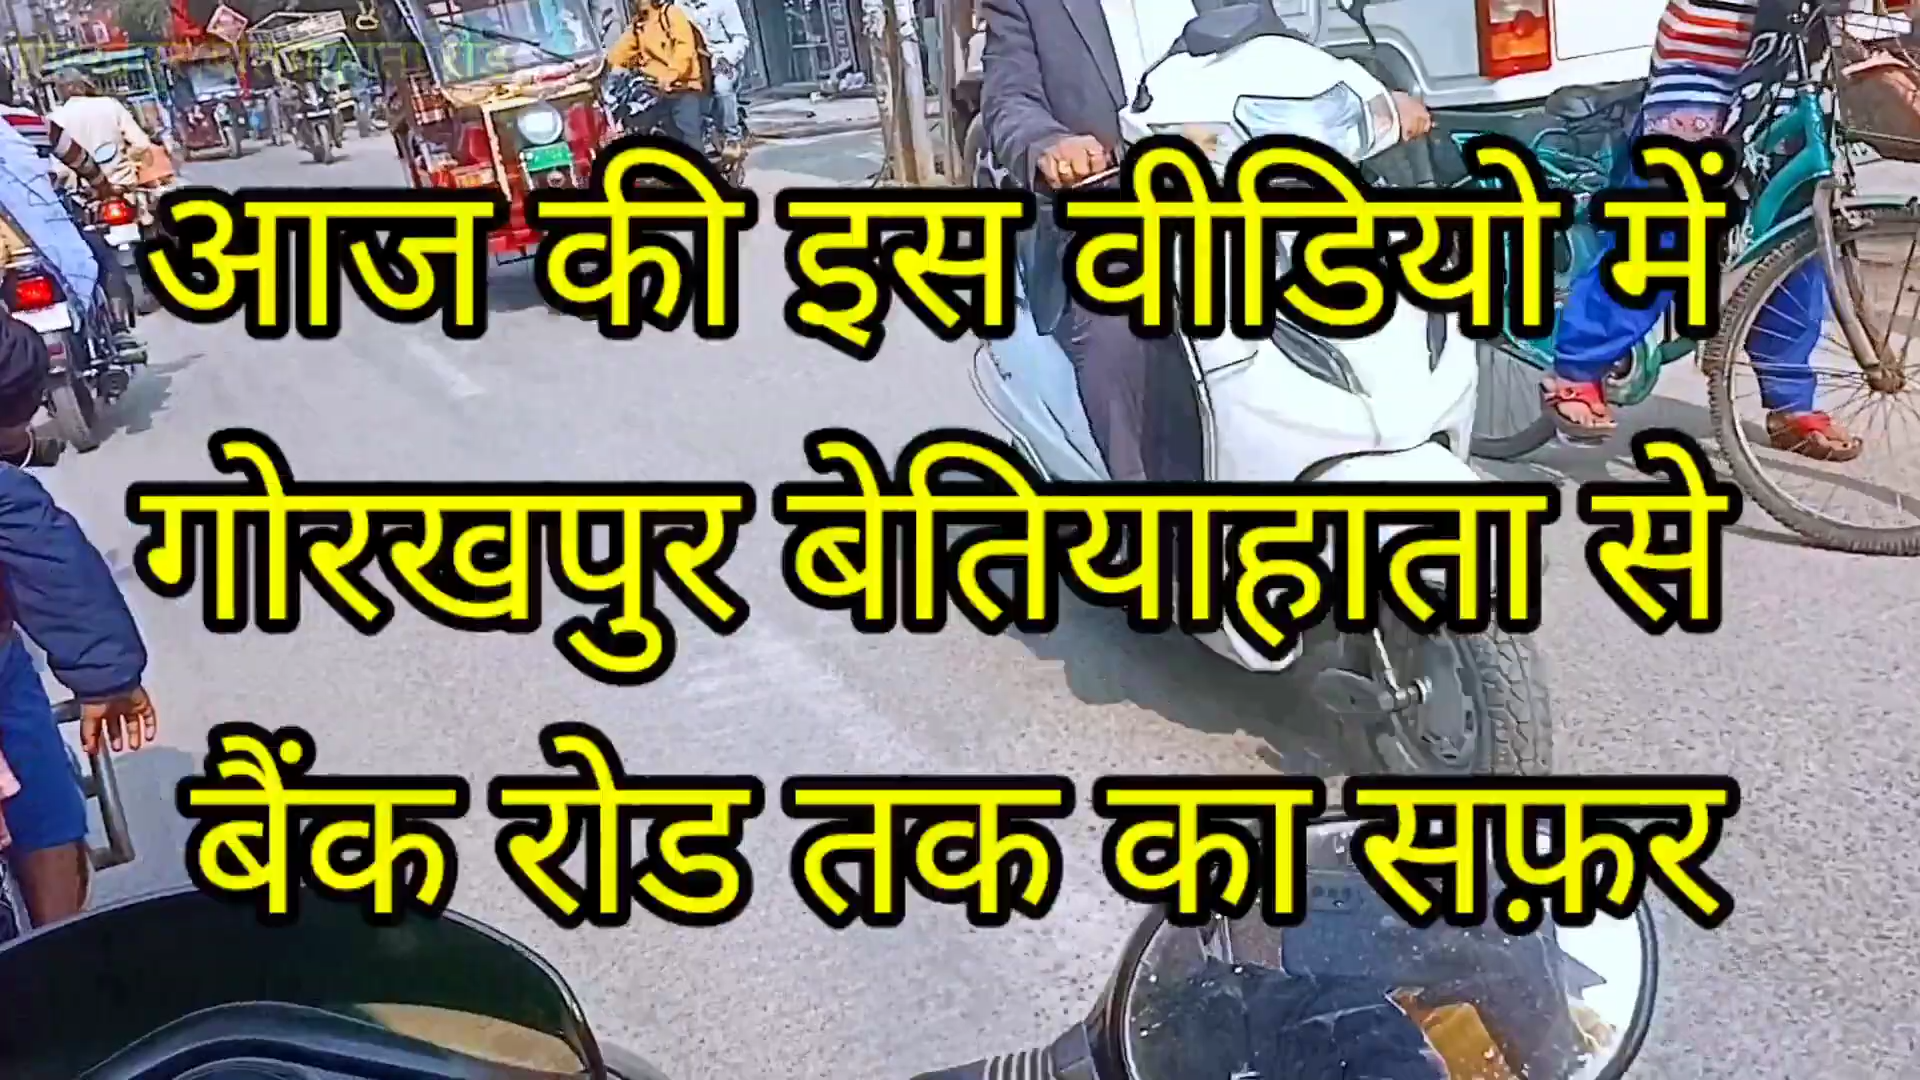 आज की इस वीडियो में
गोरखपुर बेतियाहाता से
बैंक रोड तक का सफ़र